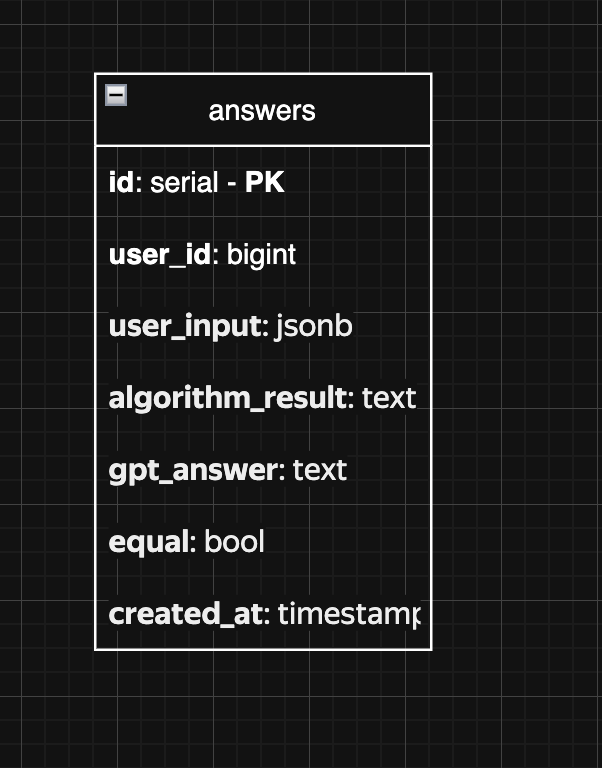 answers
id: serial - PK
user_id: bigint
user_input: jsonb
algorithm_result: text
gpt_answer: text
equal: bool
created_at: timestamp